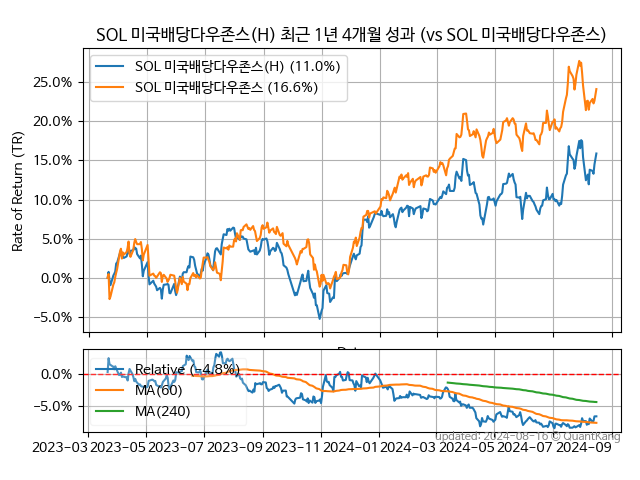 SOL 미국배당다우존스(H) 최근 1년 4개월 성과 (vs SOL 미국배당다우존스)
SOL 미국배당다우존스(H) (11.0%)
SOL 미국배당다우존스 (16.6%)
Rate of Return (TR)
25.0%
20.0%
15.0%
10.0%
5.0%
0.0%
−5.0%
Relative (−4.8%)
MA(60)
MA(240)
0.0%
−5.0%
updated: 2024-08-16 © QuantKang
2023-03 2023-05 2023-07 2023-09 2023-11 2024-01 2024-03 2024-05 2024-07 2024-09